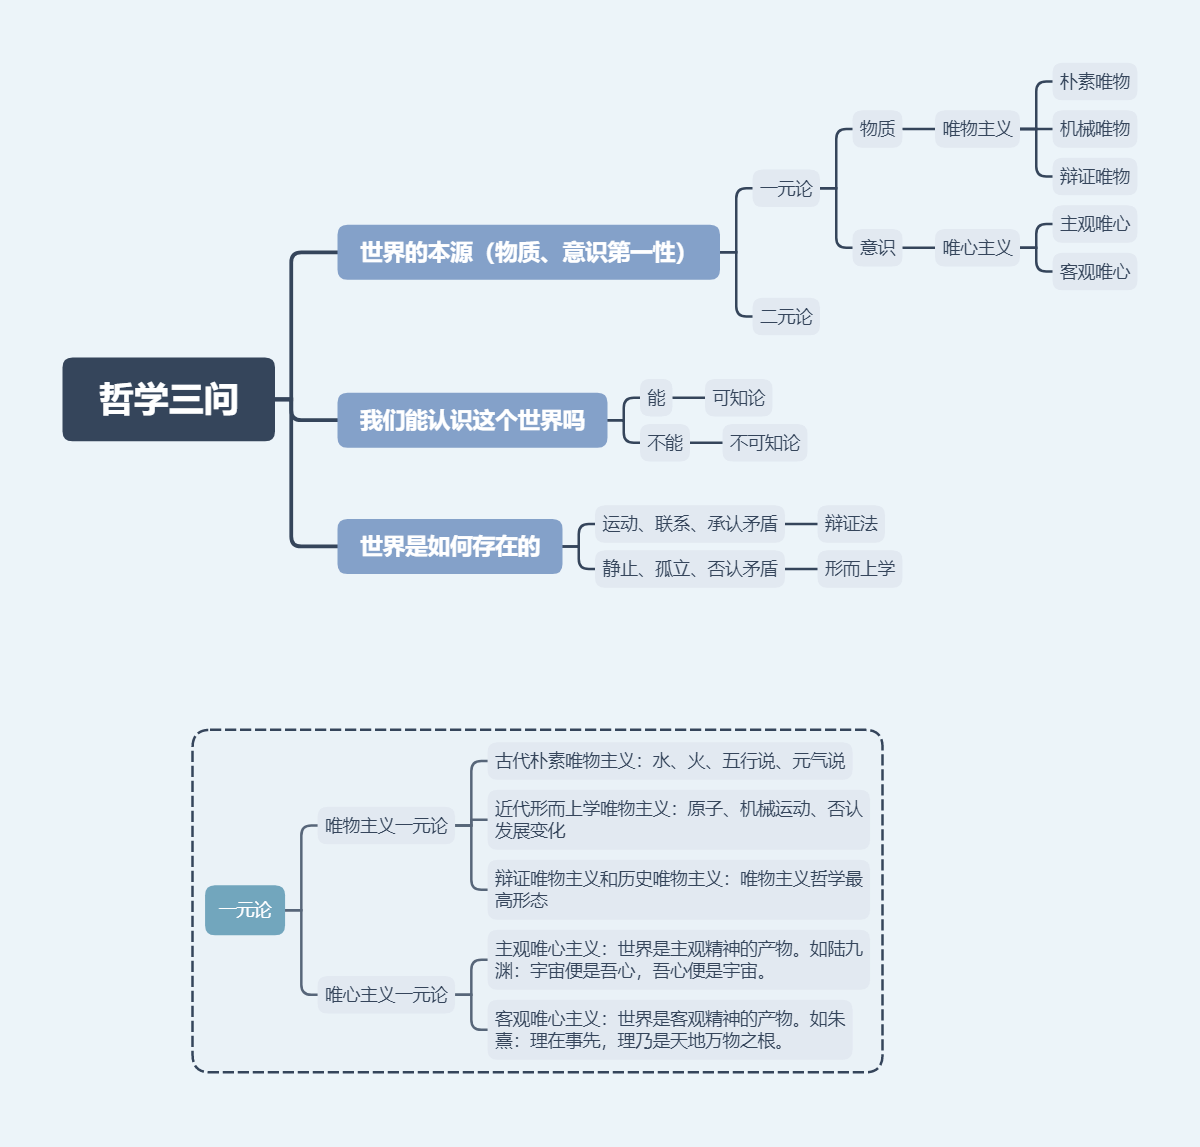 哲学三问
世界的本源（物质、意识第一性）
一元论
物质
唯物主义
朴素唯物
机械唯物
辩证唯物
意识
唯心主义
主观唯心
客观唯心
二元论
我们能认识这个世界吗
能
可知论
不能
不可知论
世界是如何存在的
运动、联系、承认矛盾
辩证法
静止、孤立、否认矛盾
形而上学
一元论
唯物主义一元论
古代朴素唯物主义：水、火、五行说、元气说
近代形而上学唯物主义：原子、机械运动、否认
发展变化
辩证唯物主义和历史唯物主义：唯物主义哲学最
高形态
唯心主义一元论
主观唯心主义：世界是主观精神的产物。如陆九
渊：宇宙便是吾心，吾心便是宇宙。
客观唯心主义：世界是客观精神的产物。如朱
熹：理在事先，理乃是天地万物之根。